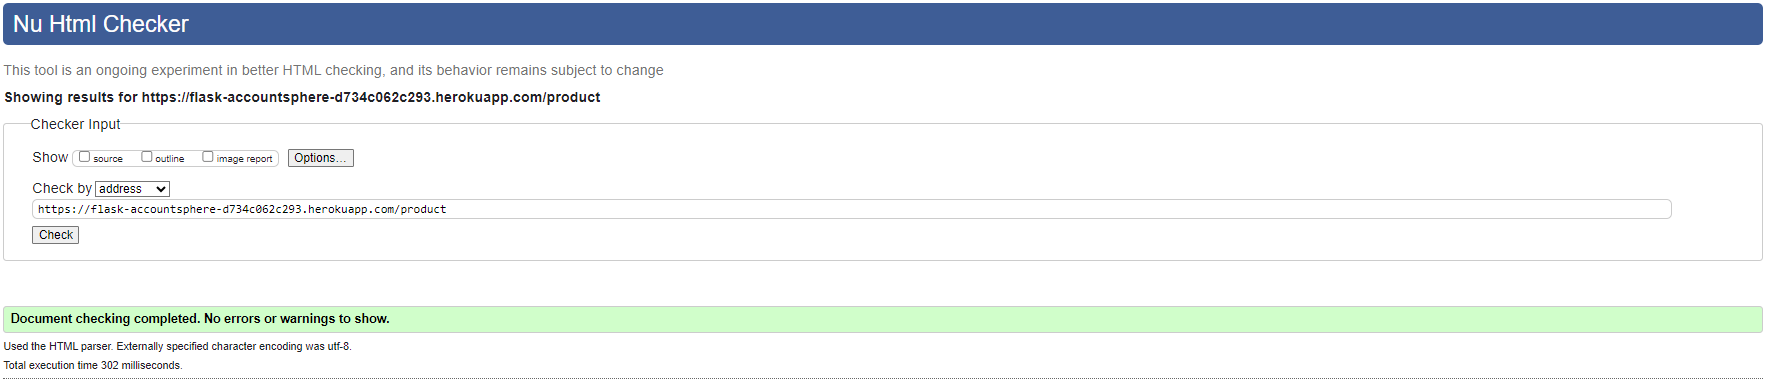 Nu Html Checker
This tool is an ongoing experiment in better HTML checking, and its behavior remains subject to change
Showing results for https://flask-accountsphere-d734c062c293.herokuapp.com/product
Checker Input
Show source outline image report Options...
Check by address
https://flask-accountsphere-d734c062c293.herokuapp.com/product
Check
Document checking completed. No errors or warnings to show.
Used the HTML parser. Externally specified character encoding was utf-8.
Total execution time 302 milliseconds.